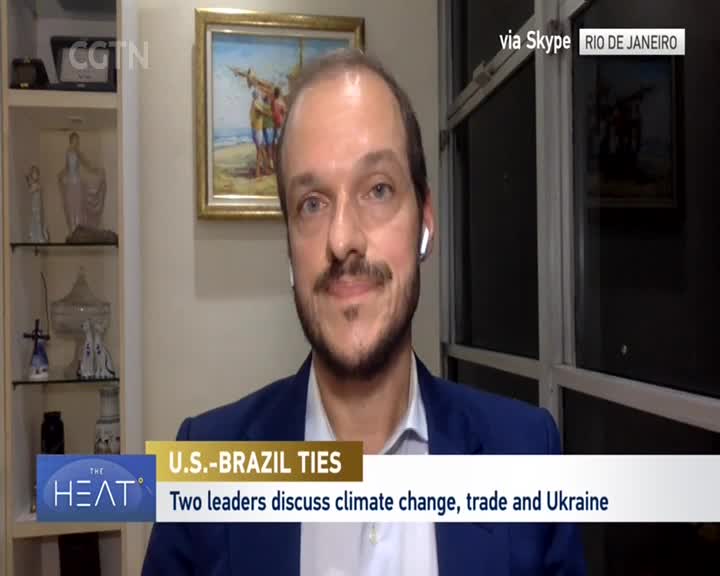 CGTN
via Skype RIO DE JANEIRO
U.S.-BRAZIL TIES
THE
HEAT
Two leaders discuss climate change, trade and Ukraine